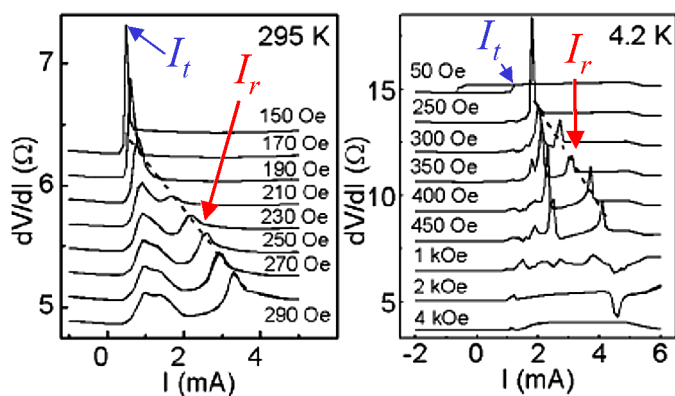 295 K
I_t
I_r
7
6
5
dV/dI (Ω)
150 Oe
170 Oe
190 Oe
210 Oe
230 Oe
250 Oe
270 Oe
290 Oe
0
2
4
I (mA)
4.2 K
I_t
I_r
15
10
5
dV/dI (Ω)
50 Oe
250 Oe
300 Oe
350 Oe
400 Oe
450 Oe
1 kOe
2 kOe
4 kOe
-2
0
2
4
6
I (mA)